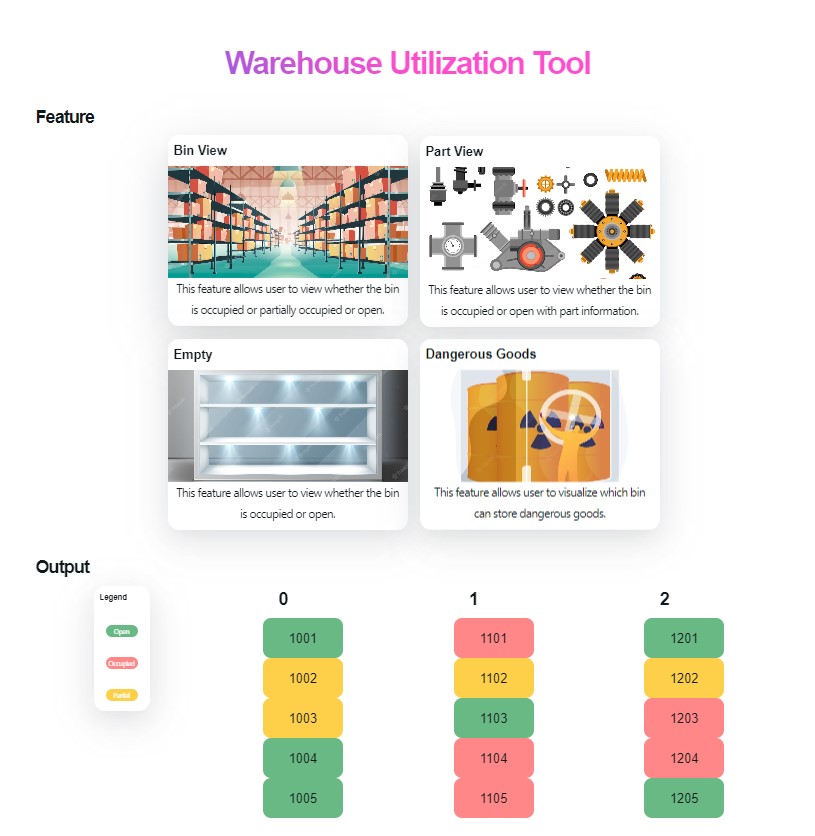 Warehouse Utilization Tool
Feature
Bin View
This feature allows user to view whether the bin
is occupied or partially occupied or open.
Part View
This feature allows user to view whether the bin
is occupied or open with part information.
Empty
This feature allows user to view whether the bin
is occupied or open.
Dangerous Goods
This feature allows user to visualize which bin
can store dangerous goods.
Output
Legend
Open
Occupied
Partial
0 1 2
1001 1101 1201
1002 1102 1202
1003 1103 1203
1004 1104 1204
1005 1105 1205